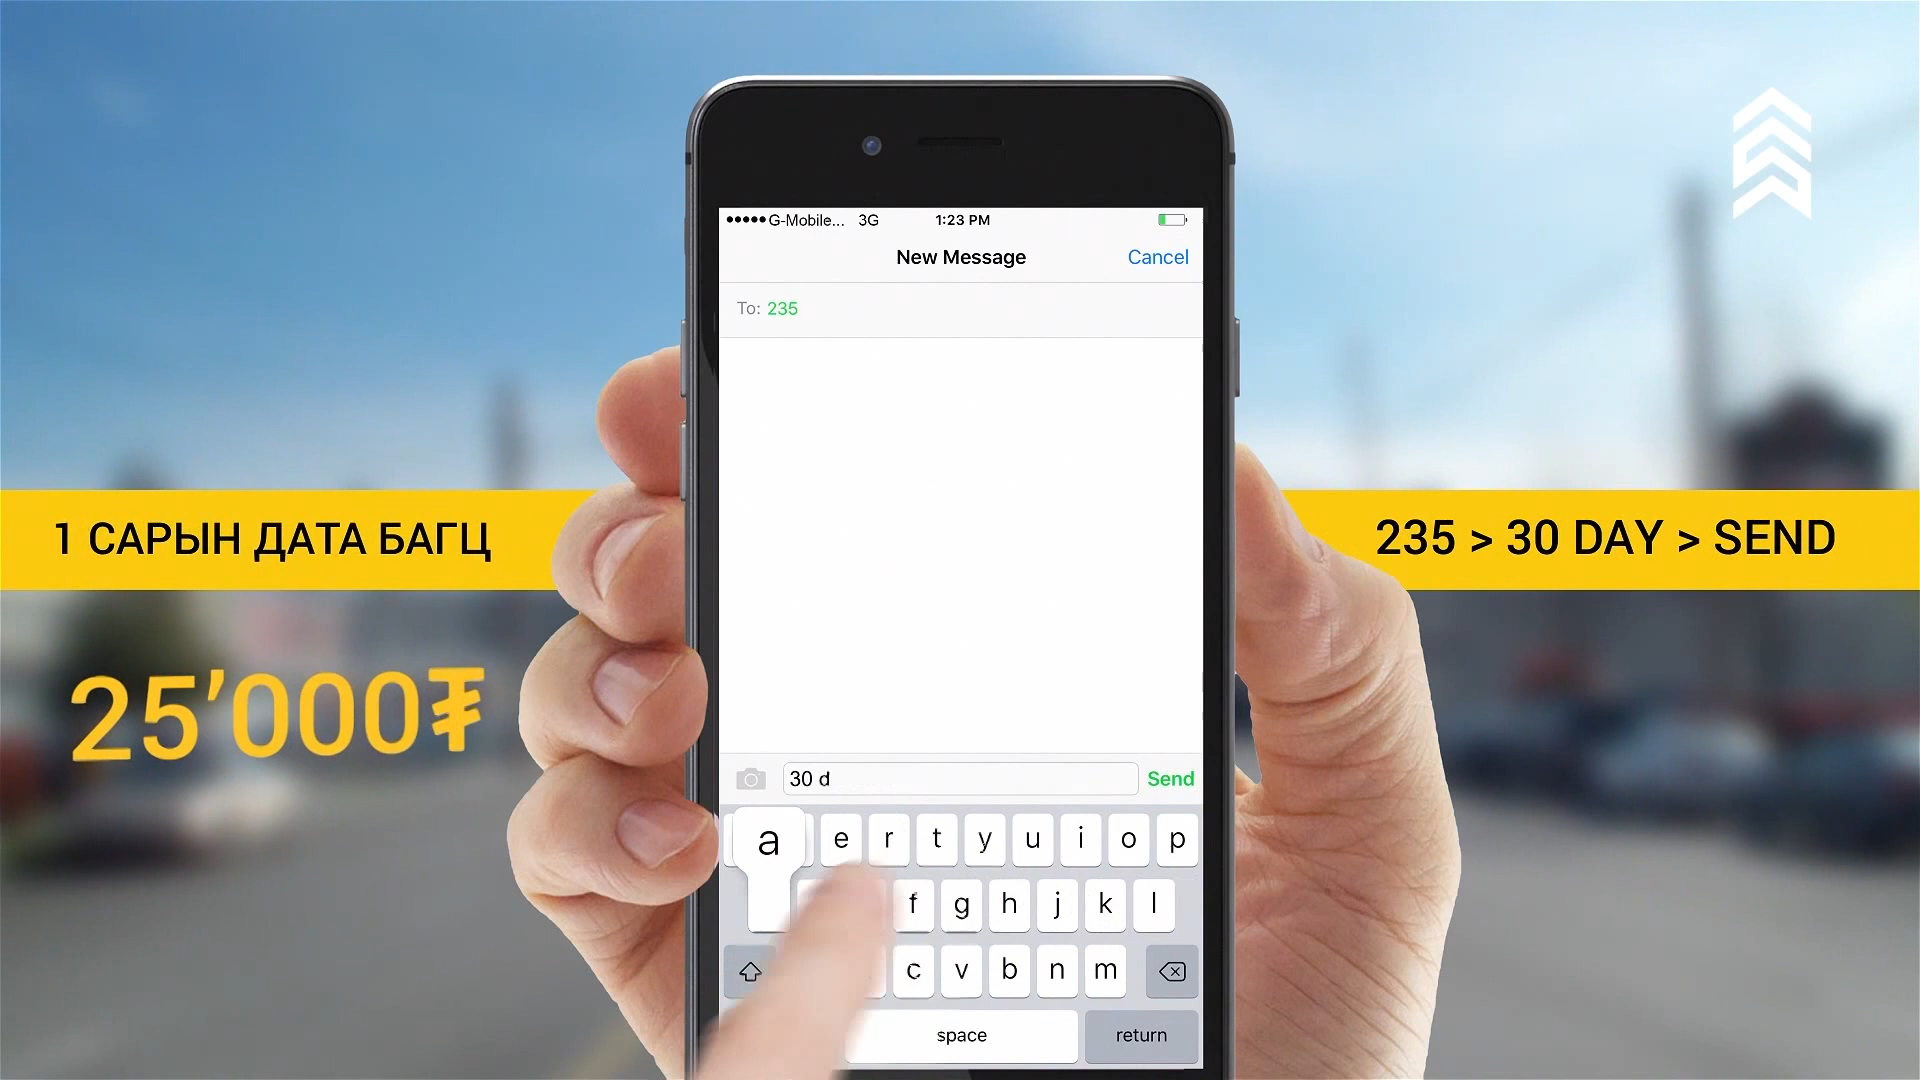 G-Mobile... 3G 1:23 PM
New Message Cancel
To: 235
1 САРЫН ДАТА БАГЦ
235 > 30 DAY > SEND
25’000₮
30 d Send
a e r t y u i o p
f g h j k l
c v b n m
space return